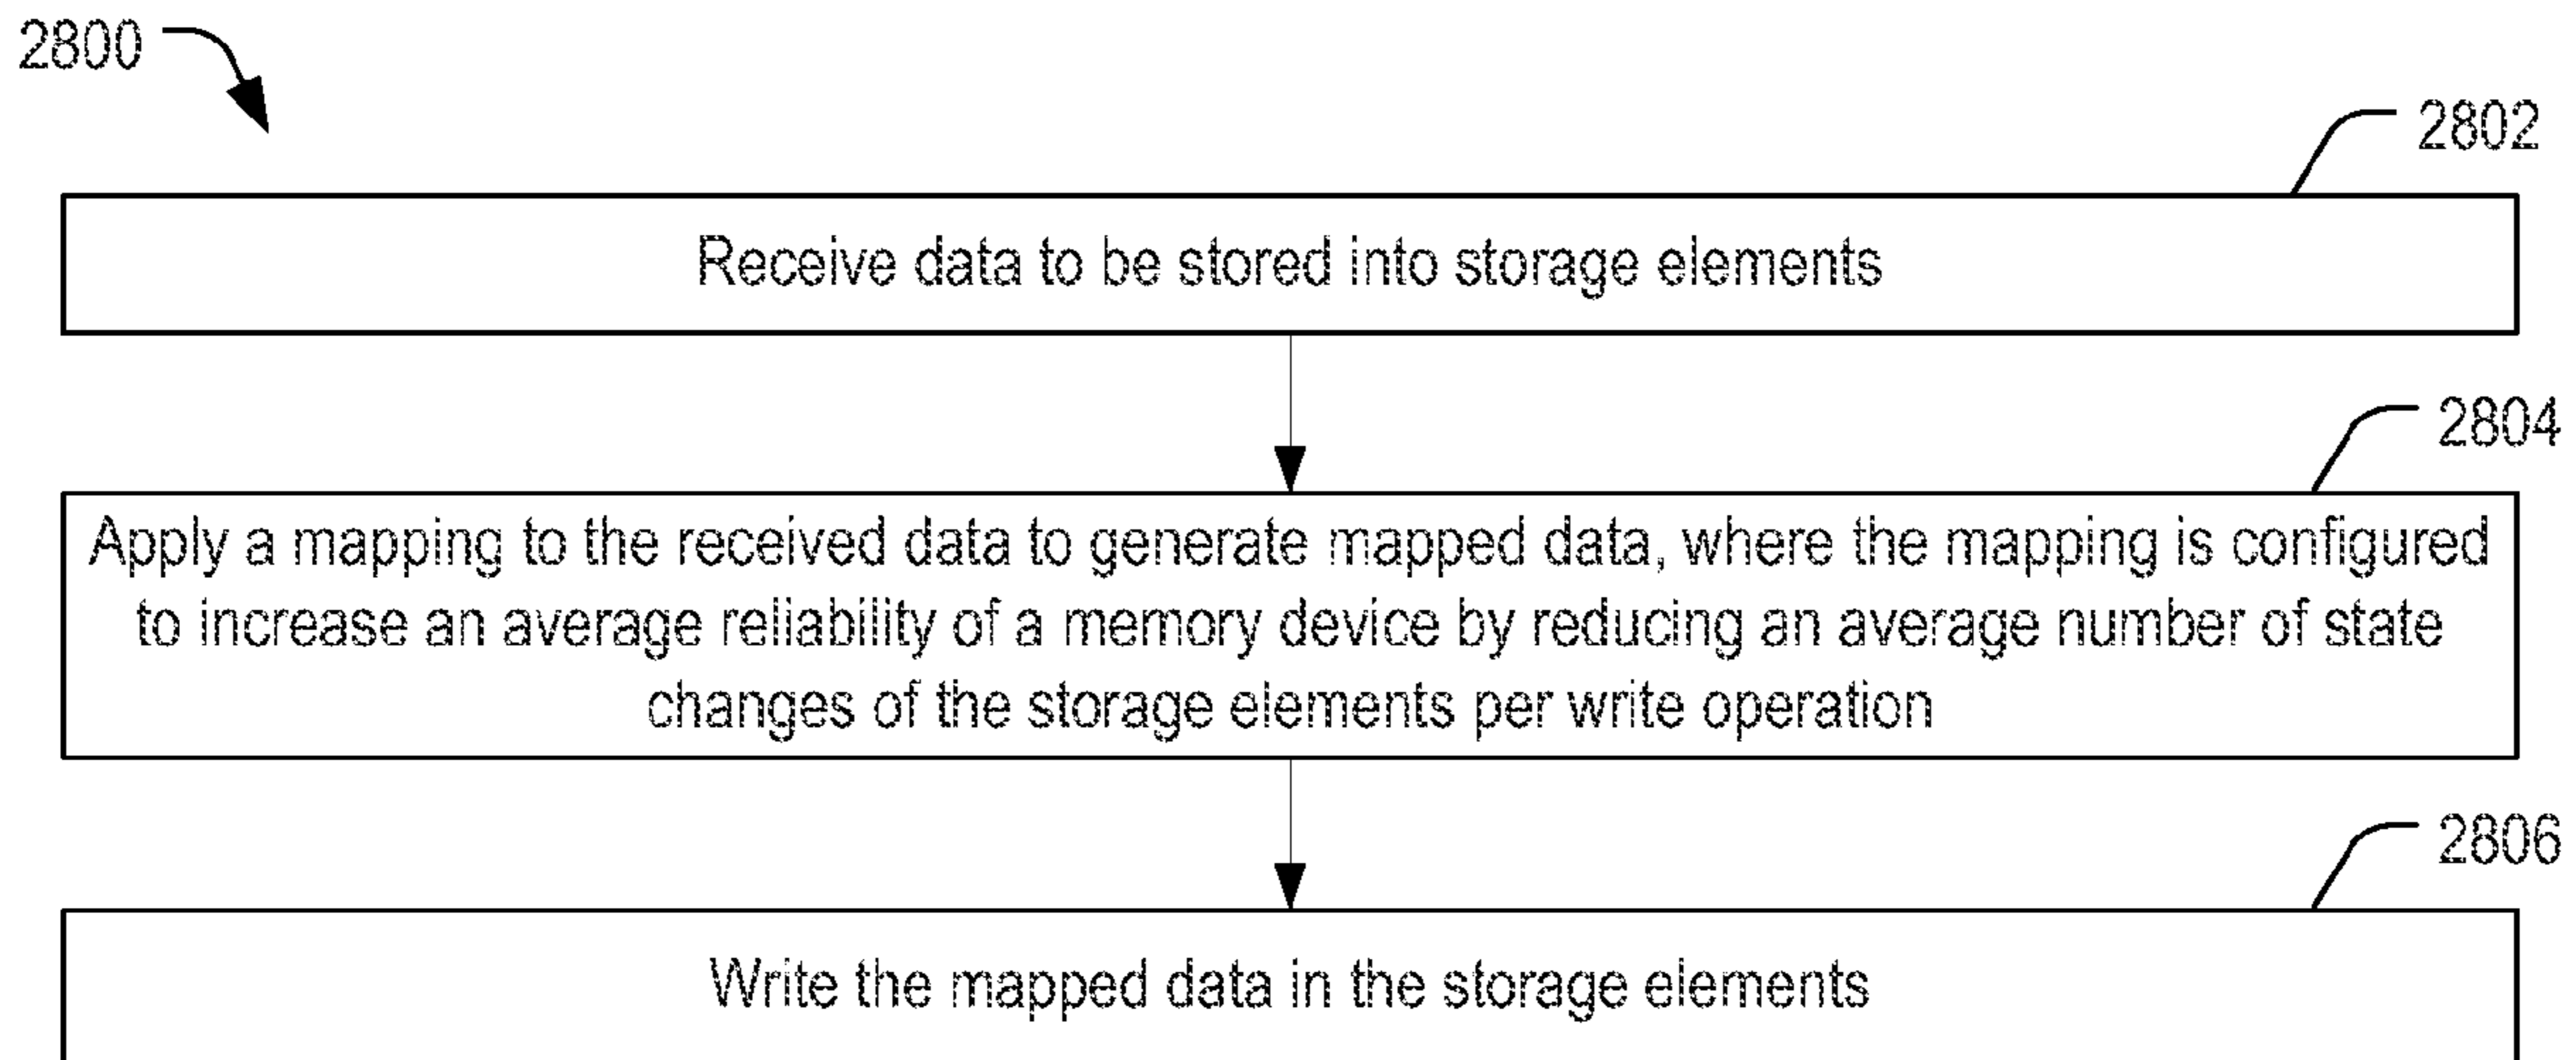 2800
2802
Receive data to be stored into storage elements
2804
Apply a mapping to the received data to generate mapped data, where the mapping is configured
to increase an average reliability of a memory device by reducing an average number of state
changes of the storage elements per write operation
2806
Write the mapped data in the storage elements